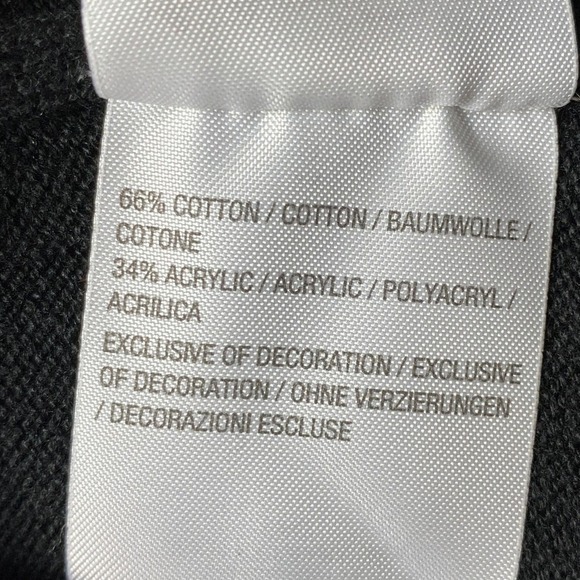 66% COTTON / COTTON / BAUMWOLLE /
COTONE
34% ACRYLIC / ACRYLIC / POLYACRYL /
ACRILICA
EXCLUSIVE OF DECORATION / EXCLUSIVE
OF DECORATION / OHNE VERZIERUNGEN
/ DECORAZIONI ESCLUSE